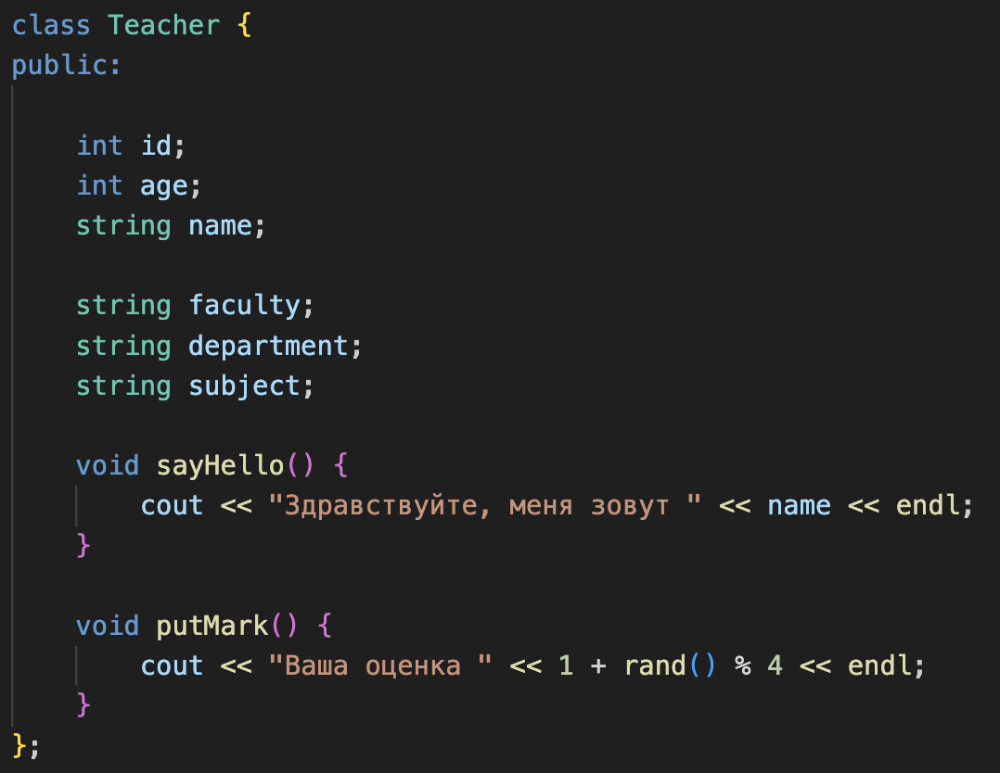 class Teacher {
public:
    int id;
    int age;
    string name;
    string faculty;
    string department;
    string subject;
    void sayHello() {
        cout << "Здравствуйте, меня зовут " << name << endl;
    }
    void putMark() {
        cout << "Ваша оценка " << 1 + rand() % 4 << endl;
    }
};